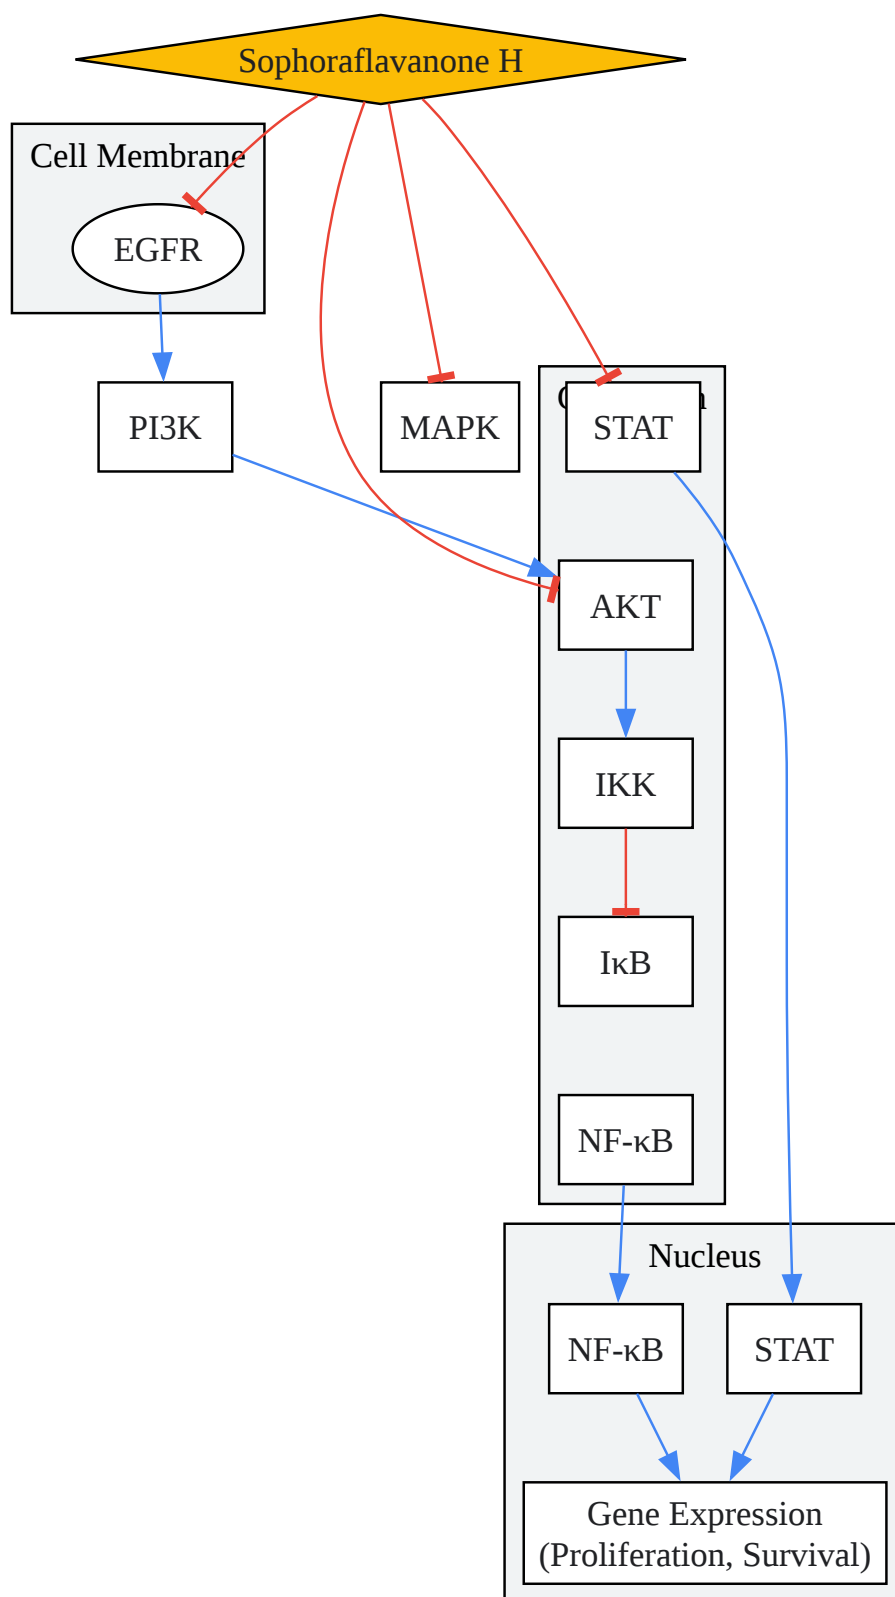 Sophoraflavanone H
Cell Membrane
EGFR
PI3K
MAPK
STAT
AKT
IKK
IκB
NF-κB
Nucleus
NF-κB
STAT
Gene Expression
(Proliferation, Survival)